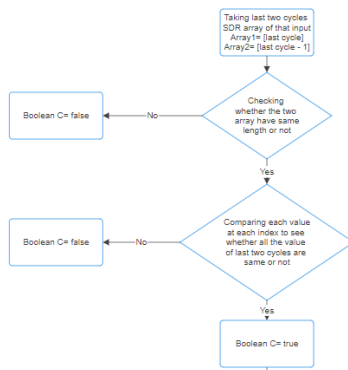 Taking last two cycles
SDR array of that input
Array1= [last cycle]
Array2= [last cycle - 1]
Checking
whether the two
array have same
length or not
No
Boolean C= false
Yes
Comparing each value
at each index to see
whether all the value
of last two cycles are
same or not
No
Boolean C= false
Yes
Boolean C= true